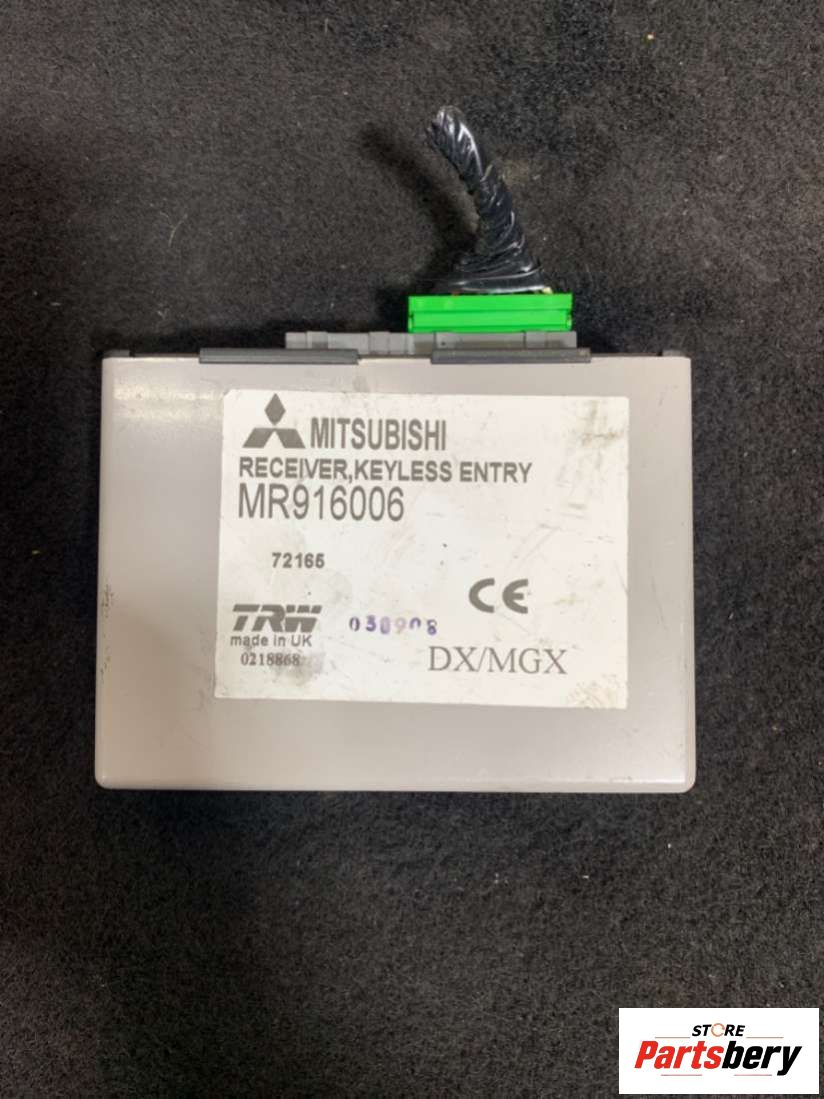 MITSUBISHI
RECEIVER,KEYLESS ENTRY
MR916006
72165
CE
TRW
made in UK
0218868
DX/MGX
STORE
Partsbery